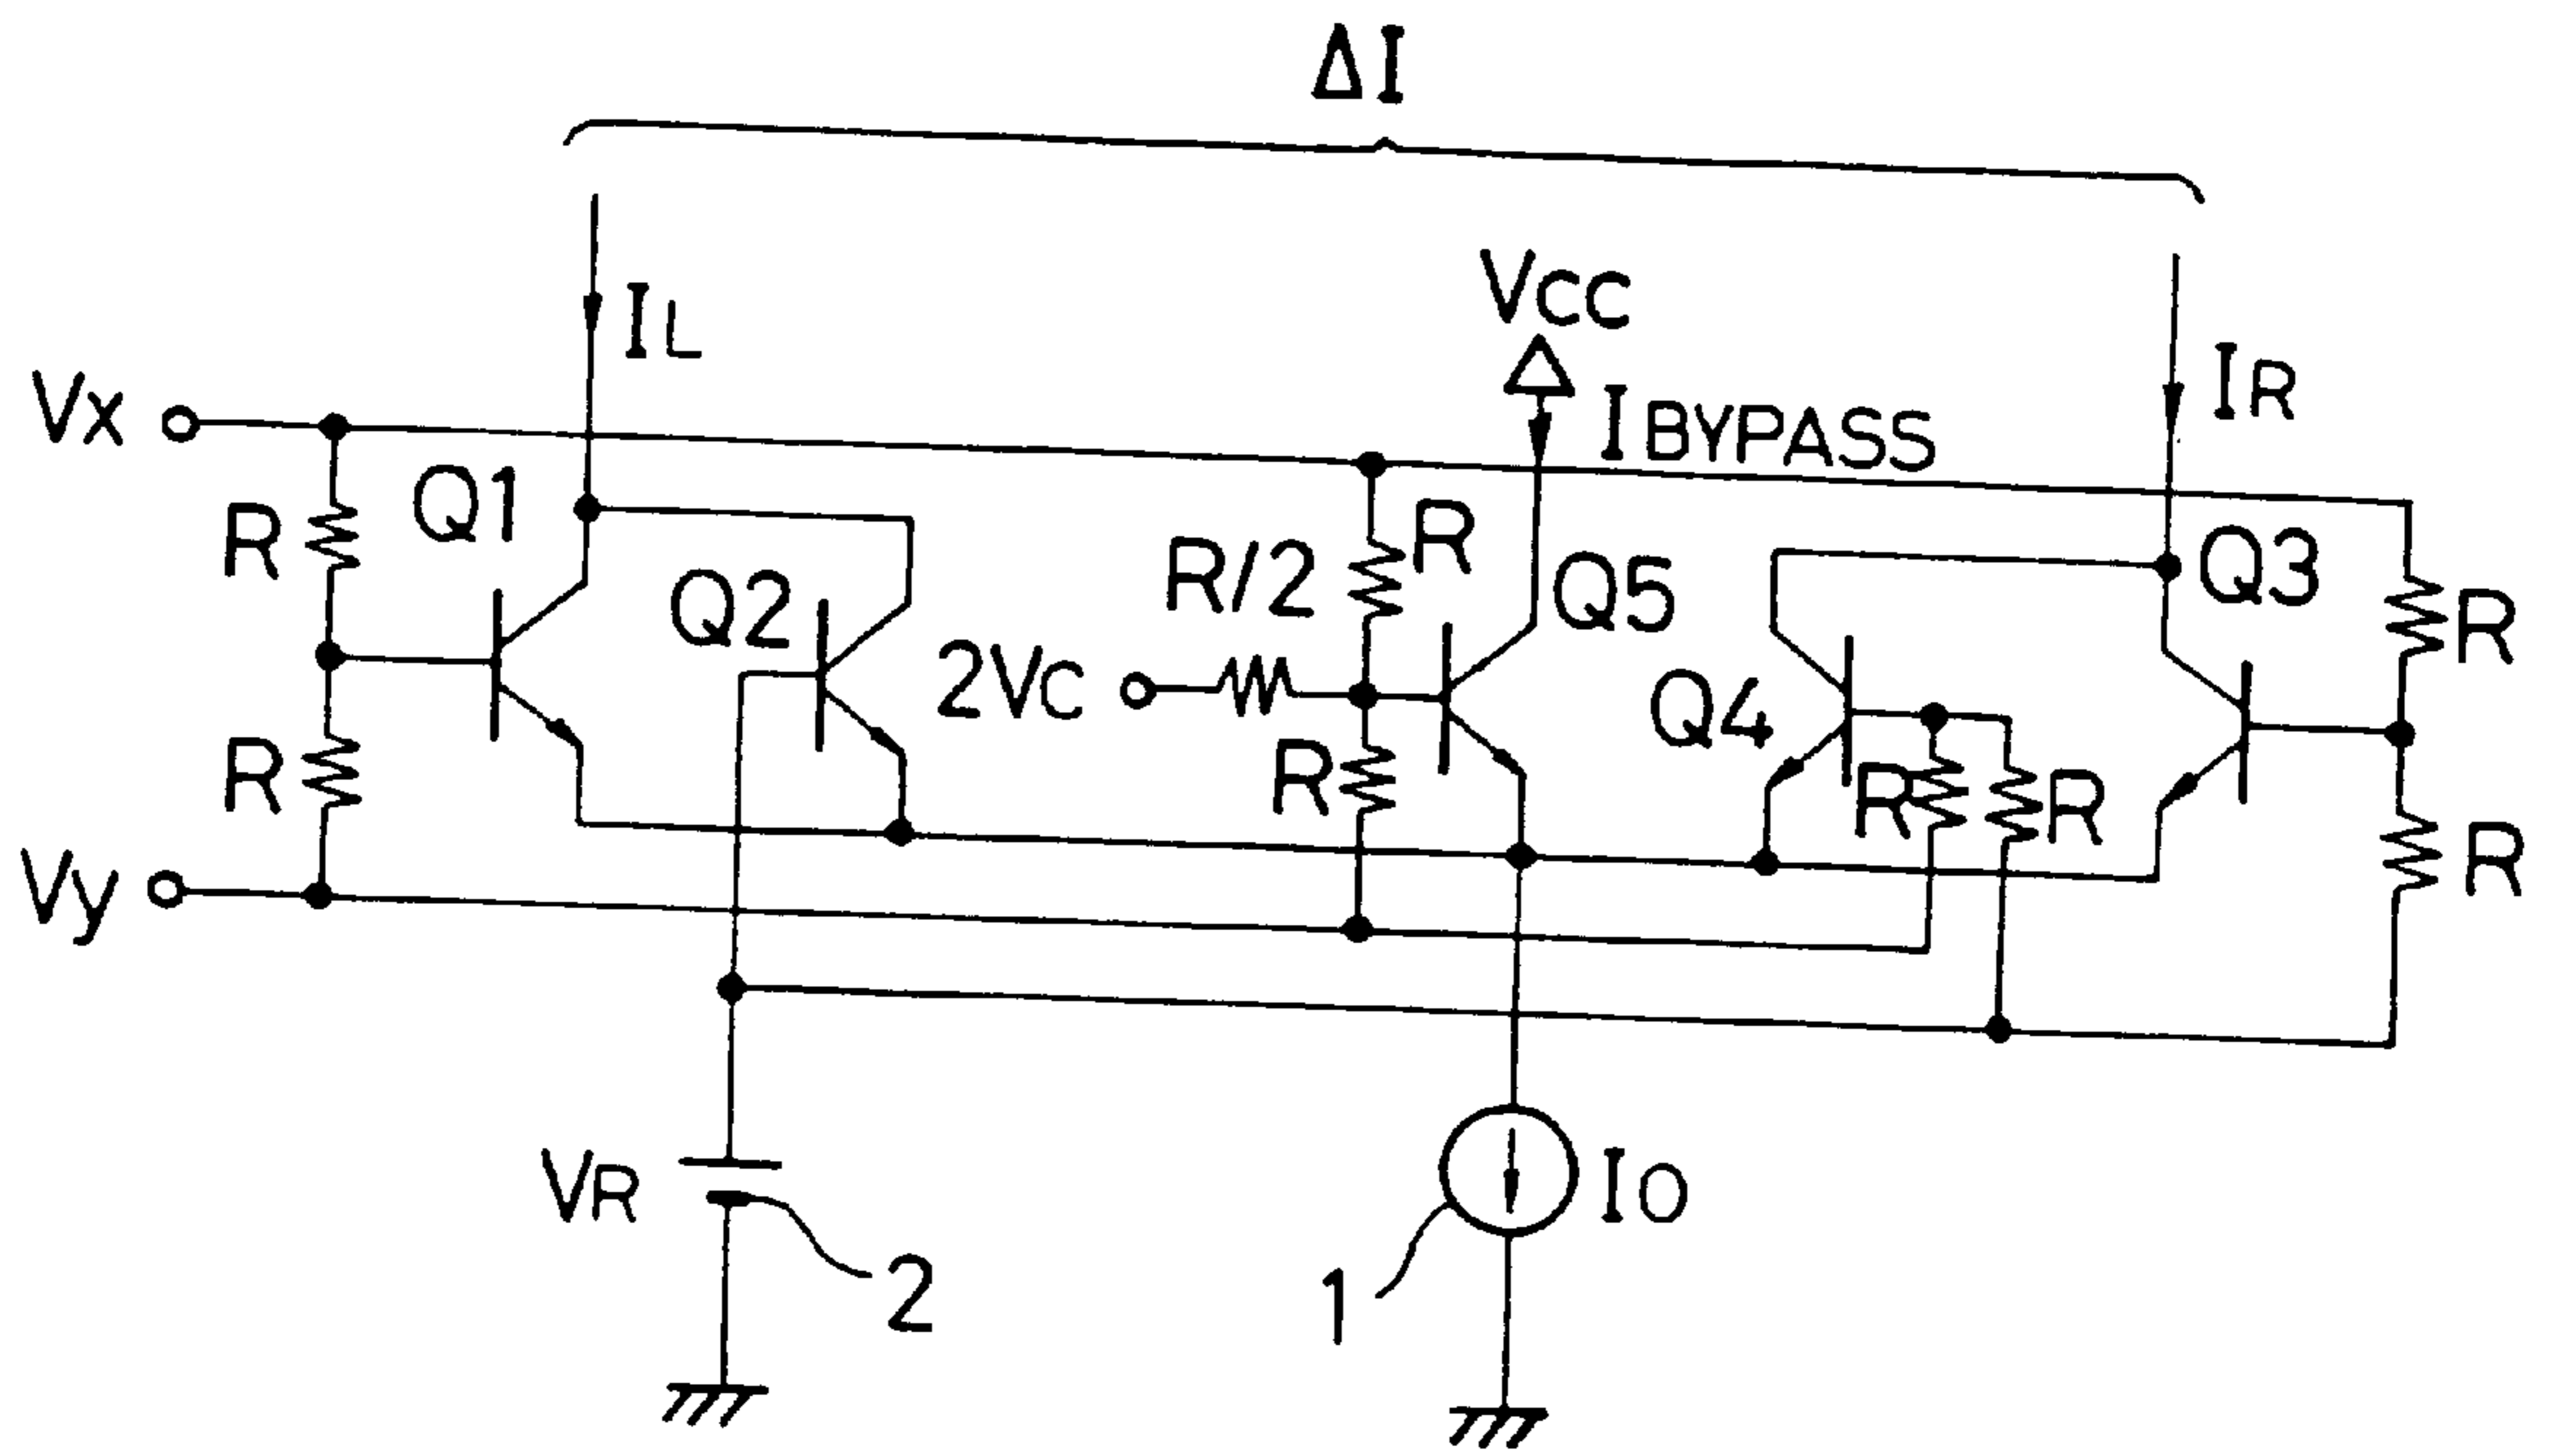 ΔI
IL
VCC
IBYPASS
IR
Vx
Q1
R
R
Q3
R/2
Q5
R
Q2
2VC
Q4
R
R
R
R
Vy
R
R
VR
IO
2
1